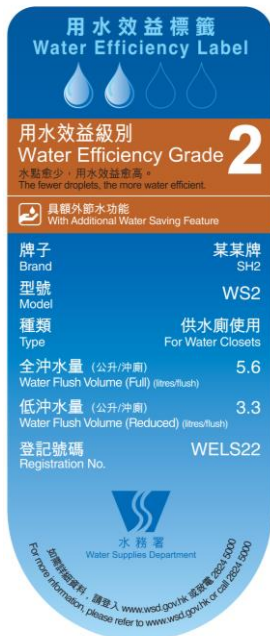 用水效益標籤
Water Efficiency Label
用水效益級別
Water Efficiency Grade 2
水點愈少，用水效益愈高。
The fewer droplets, the more water efficient.
具額外節水功能
With Additional Water Saving Feature
牌子 某某牌
Brand SH2
型號 WS2
Model
種類 供水廁使用
Type For Water Closets
全沖水量 (公升/沖廁) 5.6
Water Flush Volume (Full) (litres/flush)
低沖水量 (公升/沖廁) 3.3
Water Flush Volume (Reduced) (litres/flush)
登記號碼 WELS22
Registration No.
水務署
Water Supplies Department
如需詳細資料，請登入 www.wsd.gov.hk 或致電 2824 5000
For more information, please refer to www.wsd.gov.hk or call 2824 5000